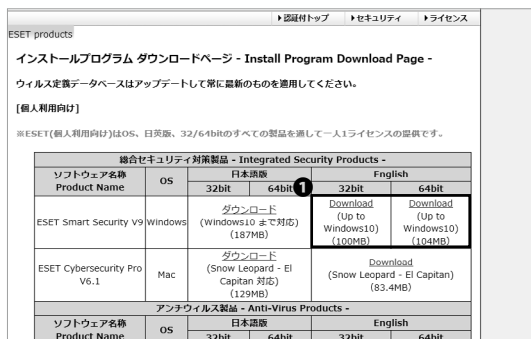 ▶認証付トップ ▶セキュリティ ▶ライセンス
ESET products
インストールプログラム ダウンロードページ - Install Program Download Page -
ウィルス定義データベースはアップデートして常に最新のものを適用してください。
[個人利用向け]
※ESET(個人利用向け)はOS、日英版、32/64bitのすべての製品を通して一人1ライセンスの提供です。
総合セキュリティ対策製品 - Integrated Security Products -
ソフトウェア名称 Product Name OS 日本語版 English
32bit 64bit ❶ 32bit 64bit
ESET Smart Security V9 Windows ダウンロード Download Download
(Windows10 まで対応) (Up to Windows10) (Up to Windows10)
(187MB) (100MB) (104MB)
ESET Cybersecurity Pro V6.1 Mac ダウンロード Download
(Snow Leopard - El Capitan 対応) (Snow Leopard - El Capitan)
(129MB) (83.4MB)
アンチウィルス製品 - Anti-Virus Products -
ソフトウェア名称 Product Name OS 日本語版 English
32bit 64bit 32bit 64bit